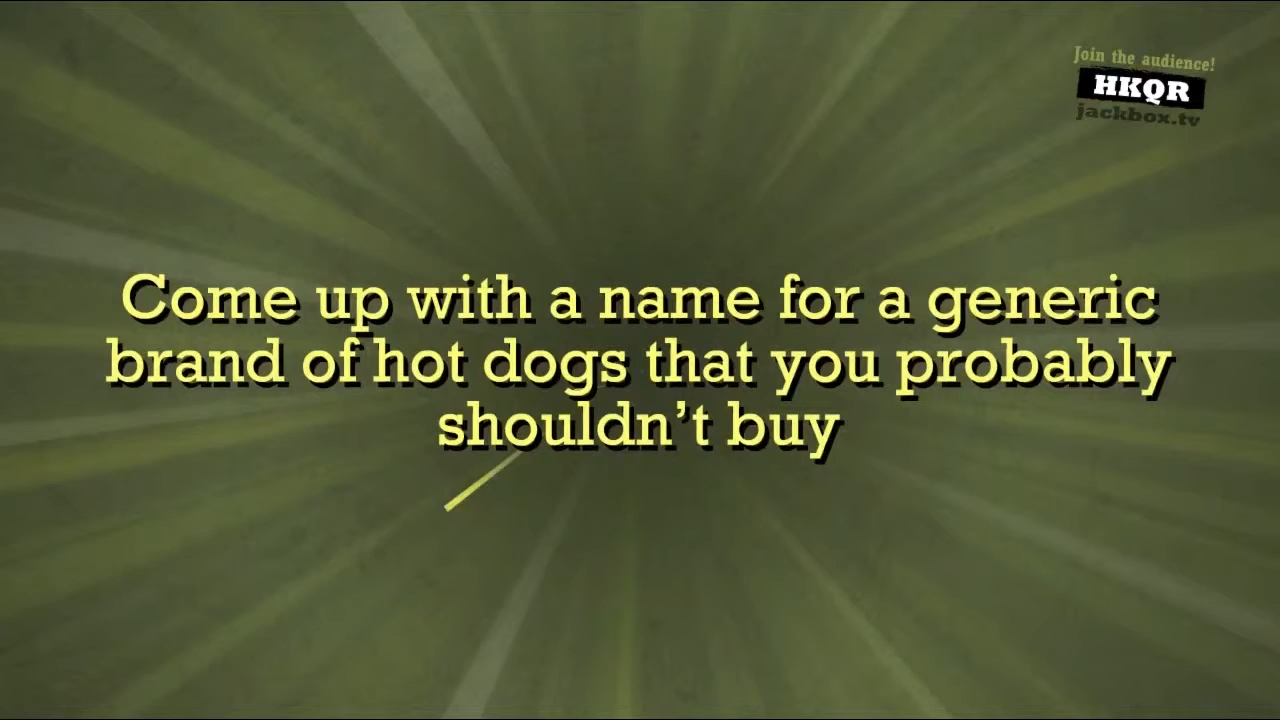 Join the audience!
HKQR
jackbox.tv
Come up with a name for a generic
brand of hot dogs that you probably
shouldn’t buy